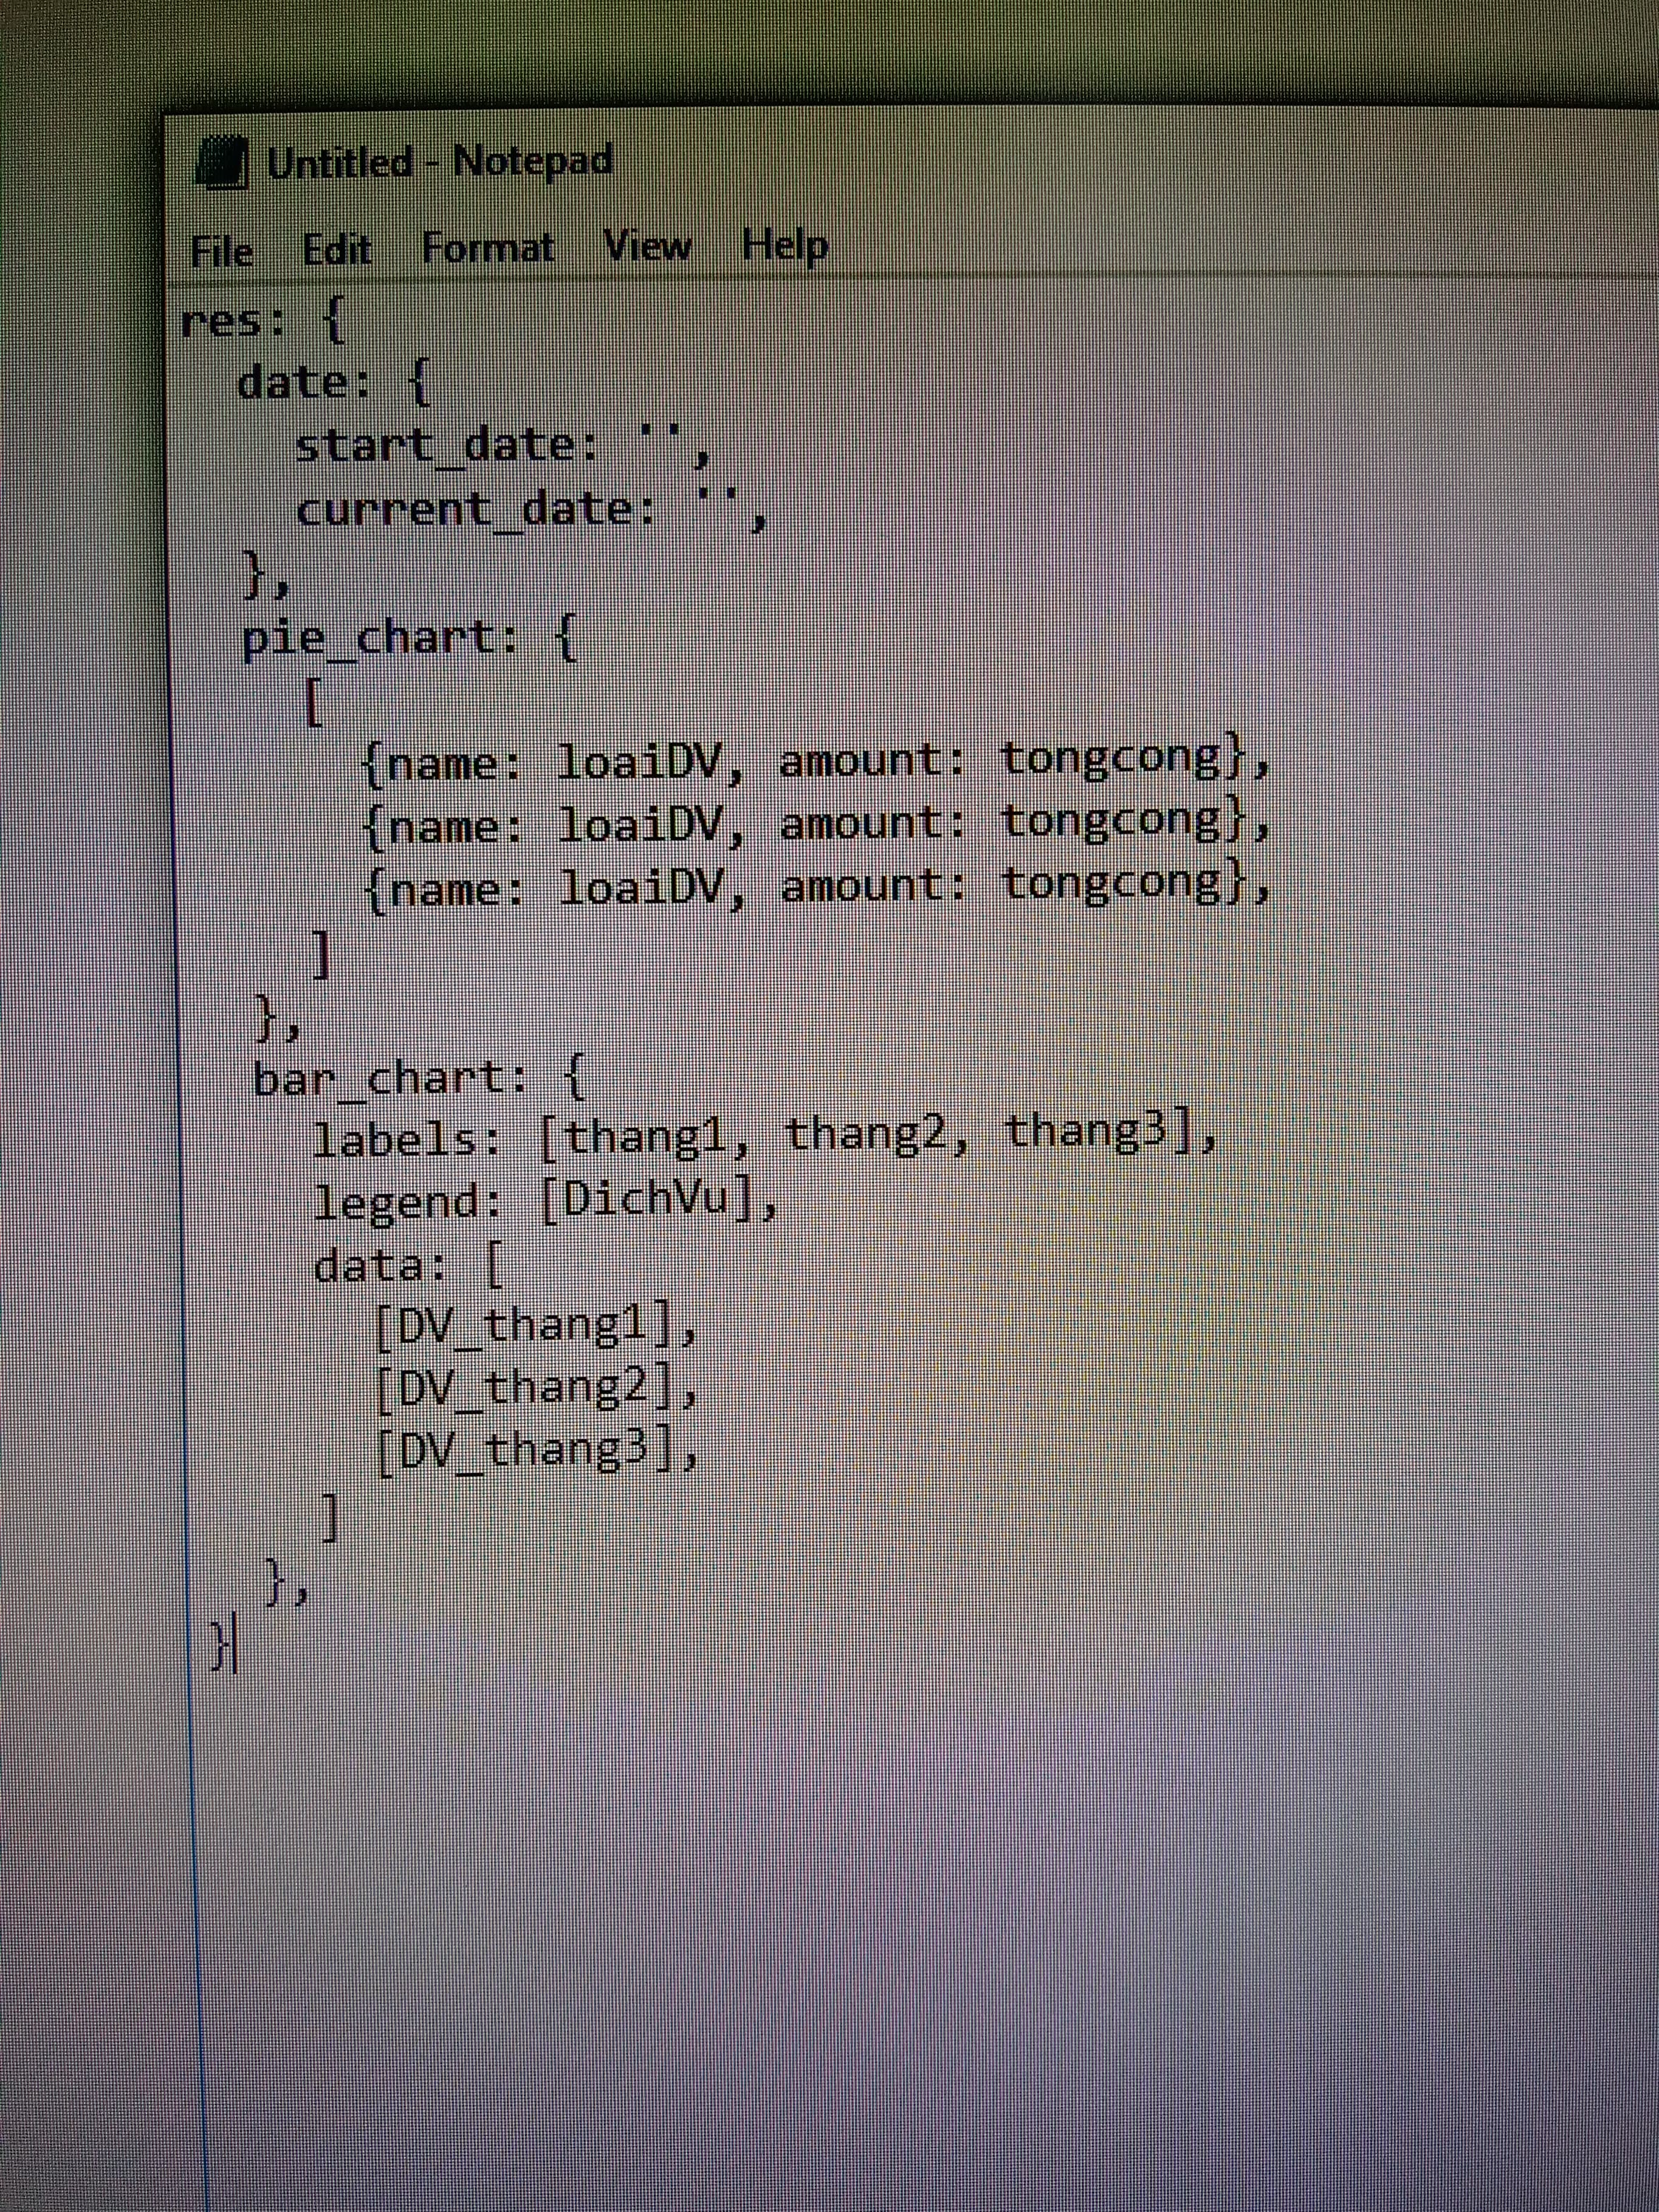 Untitled - Notepad
File Edit Format View Help
res: {
  date: {
    start_date: '',
    current_date: '',
  },
  pie_chart: {
    [
      {name: loaiDV, amount: tongcong},
      {name: loaiDV, amount: tongcong},
      {name: loaiDV, amount: tongcong},
    ]
  },
  bar_chart: {
    labels: [thang1, thang2, thang3],
    legend: [DichVu],
    data: [
      [DV_thang1],
      [DV_thang2],
      [DV_thang3],
    ]
  },
}